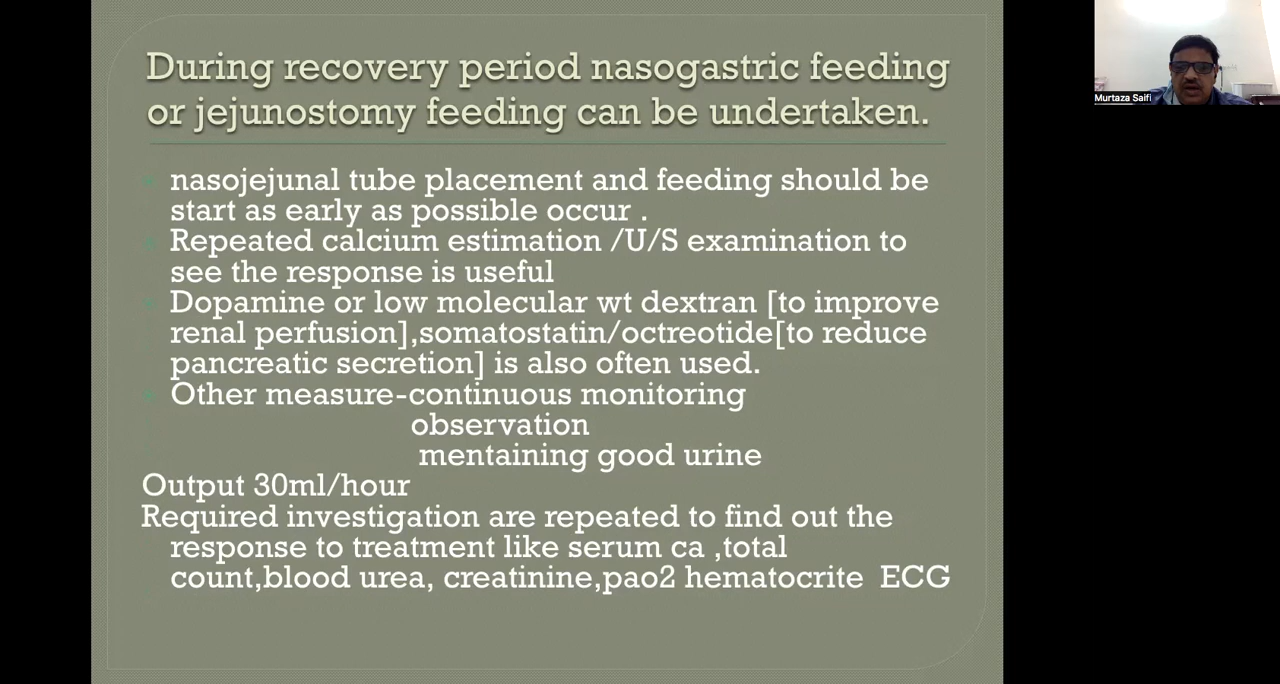 During recovery period nasogastric feeding
or jejunostomy feeding can be undertaken.
nasojejunal tube placement and feeding should be
start as early as possible occur .
Repeated calcium estimation /U/S examination to
see the response is useful
Dopamine or low molecular wt dextran [to improve
renal perfusion],somatostatin/octreotide[to reduce
pancreatic secretion] is also often used.
Other measure-continuous monitoring
observation
mentaining good urine
Output 30ml/hour
Required investigation are repeated to find out the
response to treatment like serum ca ,total
count,blood urea, creatinine,pao2 hematocrite ECG
Murtaza Saifi